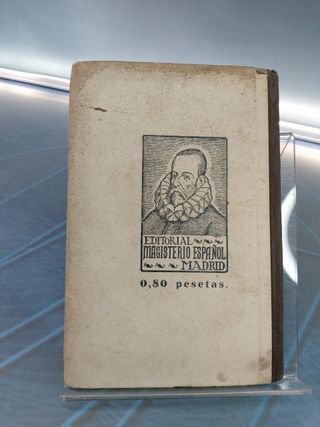 EDITORIAL
MAGISTERIO ESPAÑOL
MADRID
0,80 pesetas.